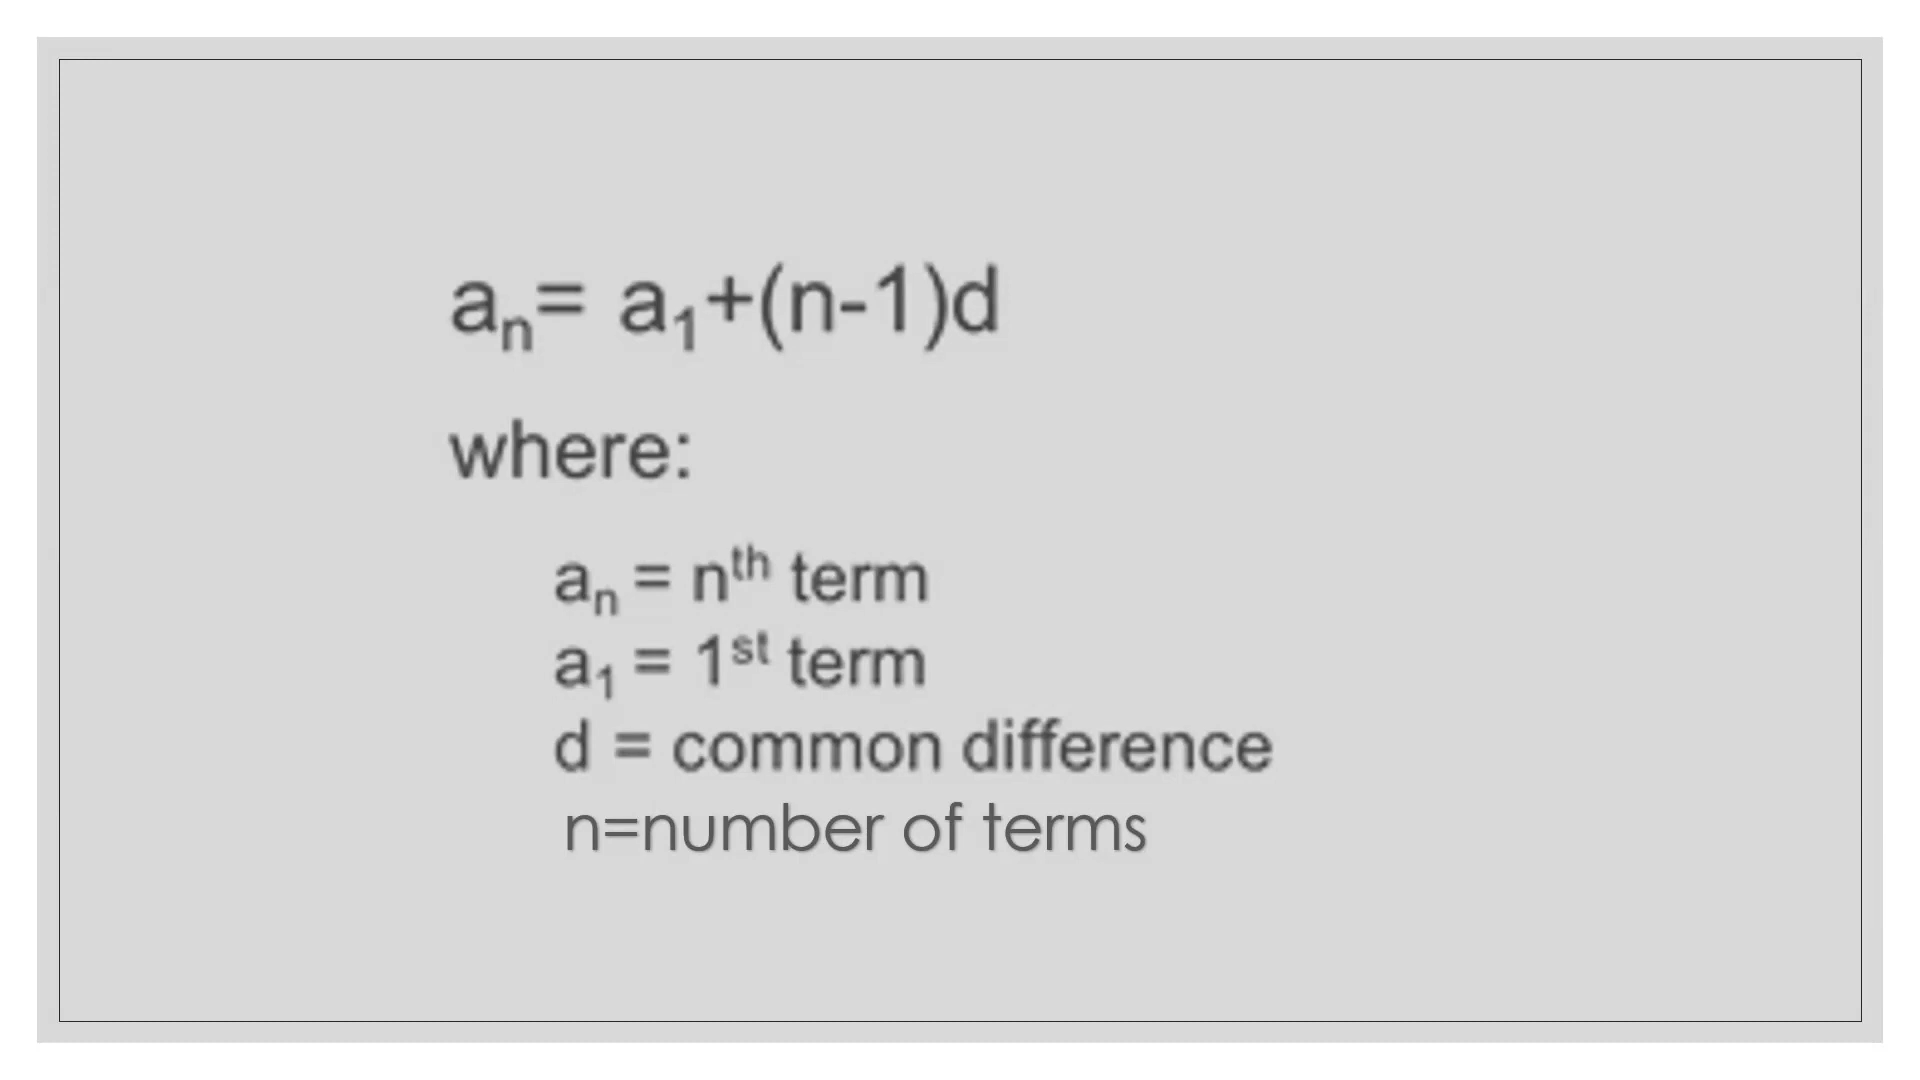 aₙ= a₁+(n-1)d
where:
aₙ = nᵗʰ term
a₁ = 1ˢᵗ term
d = common difference
n=number of terms